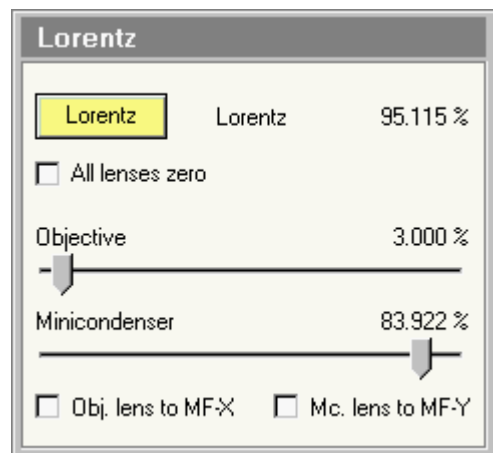 Lorentz
Lorentz Lorentz 95.115 %
All lenses zero
Objective 3.000 %
Minicondenser 83.922 %
Obj. lens to MF-X Mc. lens to MF-Y